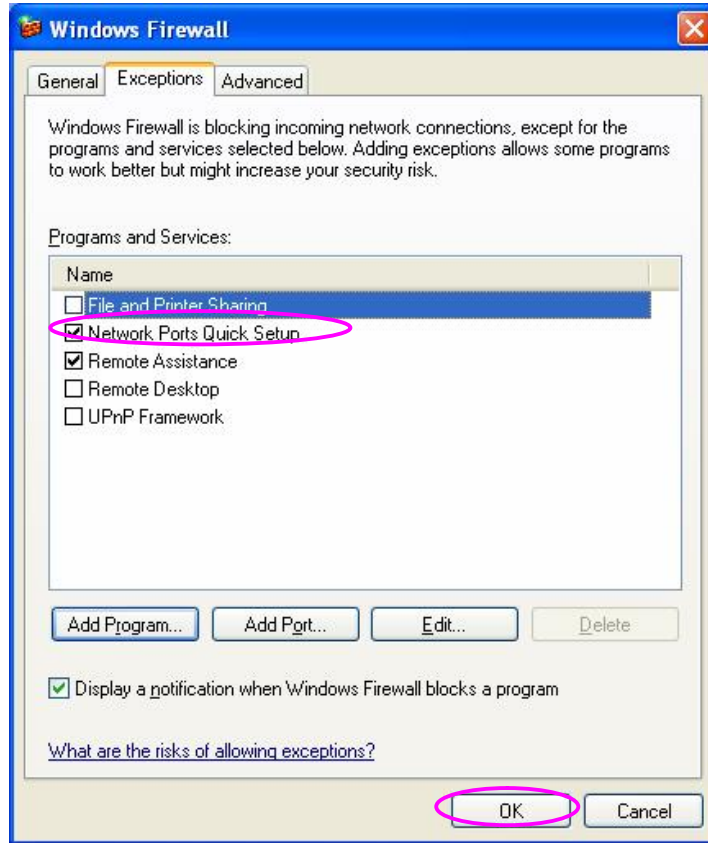 Windows Firewall
General Exceptions Advanced
Windows Firewall is blocking incoming network connections, except for the
programs and services selected below. Adding exceptions allows some programs
to work better but might increase your security risk.
Programs and Services:
Name
File and Printer Sharing
Network Ports Quick Setup
Remote Assistance
Remote Desktop
UPnP Framework
Add Program... Add Port... Edit... Delete
Display a notification when Windows Firewall blocks a program
What are the risks of allowing exceptions?
OK Cancel